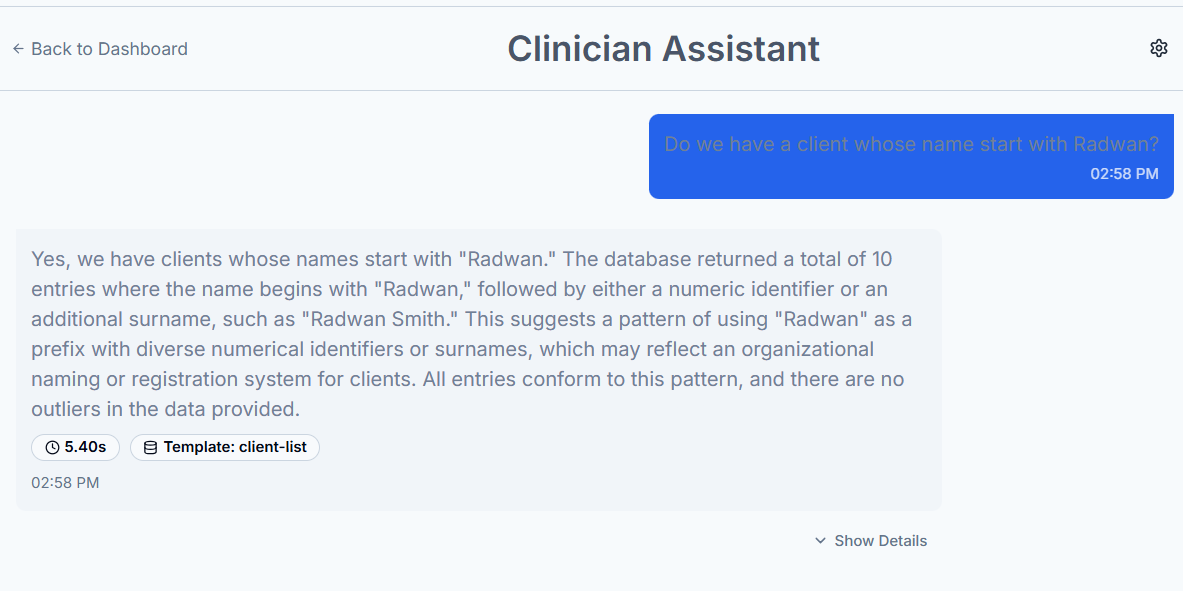 ← Back to Dashboard
Clinician Assistant
Do we have a client whose name start with Radwan?
02:58 PM
Yes, we have clients whose names start with "Radwan." The database returned a total of 10
entries where the name begins with "Radwan," followed by either a numeric identifier or an
additional surname, such as "Radwan Smith." This suggests a pattern of using "Radwan" as a
prefix with diverse numerical identifiers or surnames, which may reflect an organizational
naming or registration system for clients. All entries conform to this pattern, and there are no
outliers in the data provided.
5.40s
Template: client-list
02:58 PM
Show Details